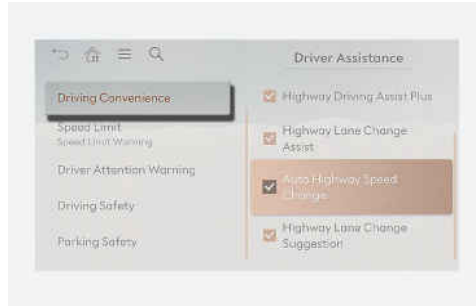 Driver Assistance
Driving Convenience
Speed Limit
Speed Limit Warning
Driver Attention Warning
Driving Safety
Parking Safety
Highway Driving Assist Plus
Highway Lane Change
Assist
Auto Highway Speed
Change
Highway Lane Change
Suggestion